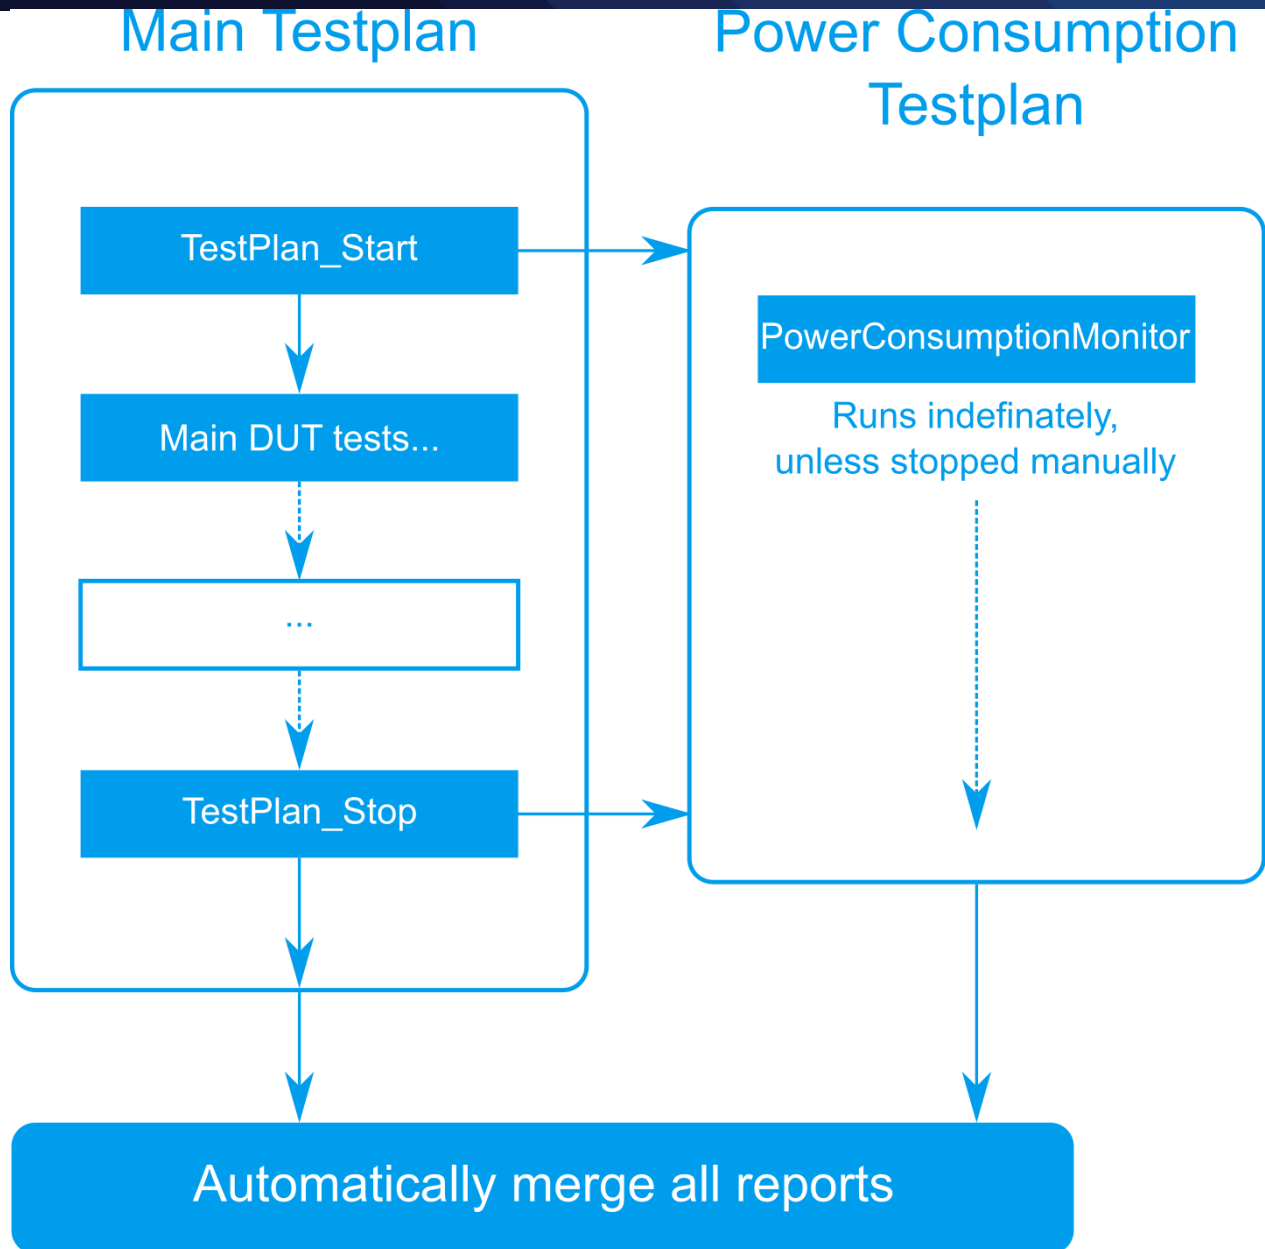 Main Testplan
Power Consumption
Testplan
TestPlan_Start
Main DUT tests...
...
TestPlan_Stop
PowerConsumptionMonitor
Runs indefinately,
unless stopped manually
Automatically merge all reports